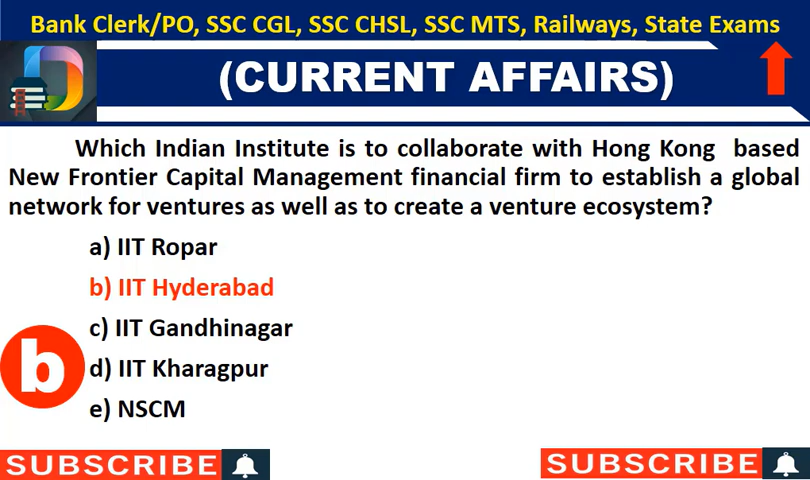 Bank Clerk/PO, SSC CGL, SSC CHSL, SSC MTS, Railways, State Exams
(CURRENT AFFAIRS)
Which Indian Institute is to collaborate with Hong Kong based
New Frontier Capital Management financial firm to establish a global
network for ventures as well as to create a venture ecosystem?
a) IIT Ropar
b) IIT Hyderabad
c) IIT Gandhinagar
b
d) IIT Kharagpur
e) NSCM
SUBSCRIBE
SUBSCRIBE